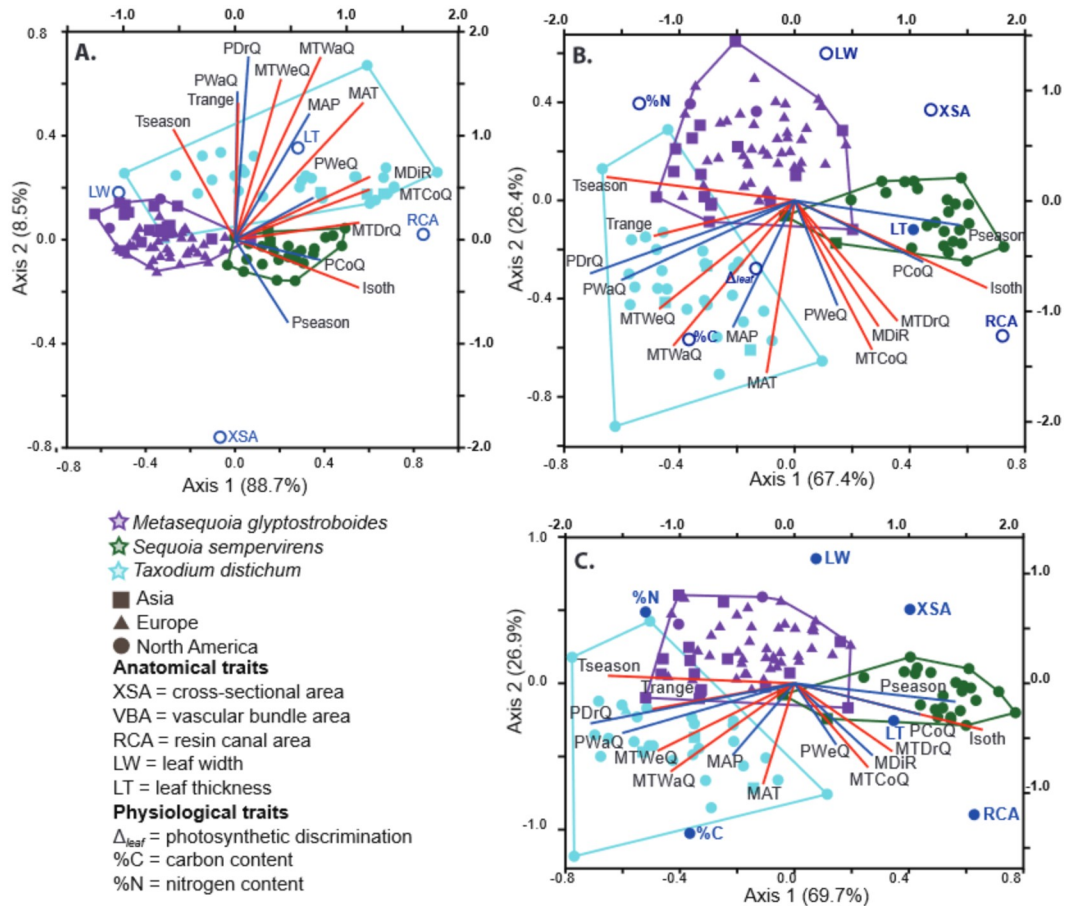 -1.0 0.0 1.0 2.0
0.8
2.0
A.
PDrQ
MTWaQ
PWaQ
MTWeQ
Trange
MAT
MAP
Tseason
0.4
1.0
LT
PWeQ
MDiR
LW
MTCoQ
RCA
MTDrQ
0.0
0.0
PCoQ
Isoth
Pseason
-0.4
-1.0
XSA
-0.8
-2.0
-0.8 -0.4 0.0 0.4 0.8
Axis 1 (88.7%)
Axis 2 (8.5%)
-1.0 0.0 1.0 2.0
B.
LW
%N
XSA
0.4
1.0
Tseason
0.0
0.0
Trange
LT
Pseason
PDrQ
PCoQ
PWaQ
Δleaf
Isoth
-0.4
MTWeQ
PWeQ
MTDrQ
-1.0
RCA
%C
MAP
MDiR
MTWaQ
MTCoQ
MAT
-0.8
-2.0
-0.8 -0.4 0.0 0.4 0.8
Axis 1 (67.4%)
Axis 2 (26.4%)
Metasequoia glyptostroboides
Sequoia sempervirens
Taxodium distichum
Asia
Europe
North America
Anatomical traits
XSA = cross-sectional area
VBA = vascular bundle area
RCA = resin canal area
LW = leaf width
LT = leaf thickness
Physiological traits
Δleaf = photosynthetic discrimination
%C = carbon content
%N = nitrogen content
-2.0 -1.0 0.0 1.0 2.0
1.0
C.
LW
1.0
%N
XSA
Tseason
Trange
Pseason
0.0
0.0
PDrQ
LT
PCoQ
PWaQ
Isoth
MTWeQ
PWeQ
MTDrQ
MAP
MDiR
MTWaQ
MTCoQ
MAT
-1.0
RCA
-1.0
%C
-0.8 -0.4 0.0 0.4 0.8
Axis 1 (69.7%)
Axis 2 (26.9%)